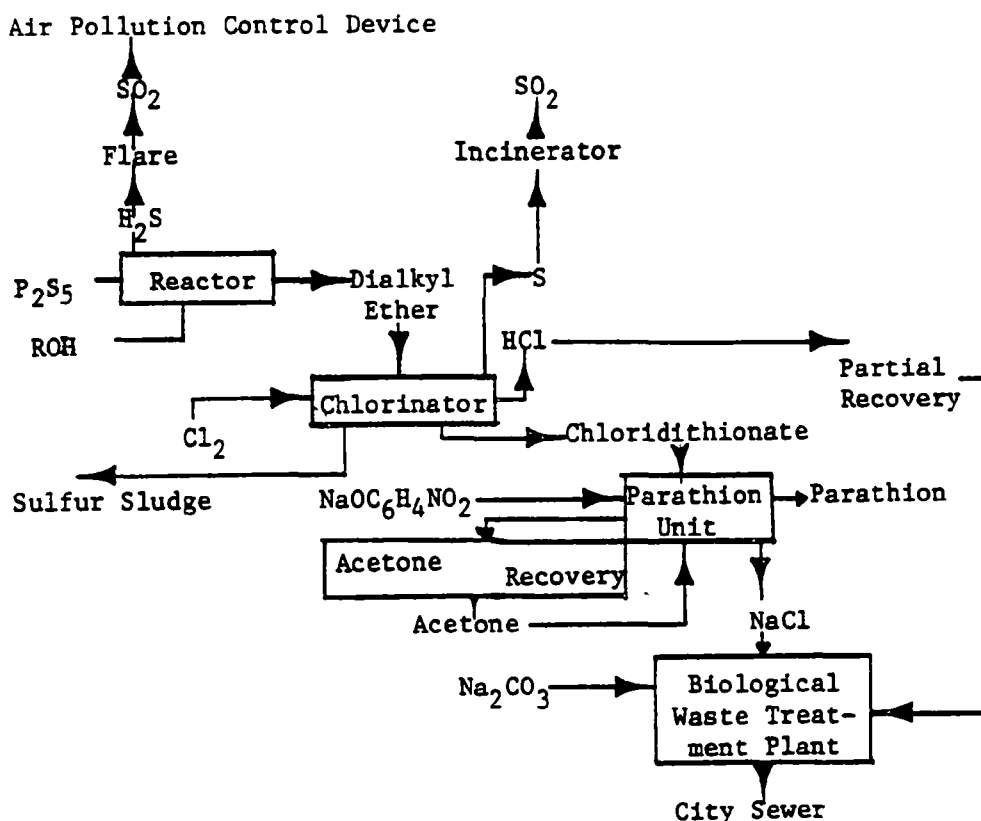 Air Pollution Control Device
SO2
SO2
Flare
Incinerator
H2S
P2S5
Reactor
Dialkyl
Ether
S
ROH
HCl
Partial
Recovery
Chlorinator
Cl2
Chloridithionate
Sulfur Sludge
NaOC6H4NO2
Parathion
Unit
Parathion
Acetone
Recovery
Acetone
NaCl
Na2CO3
Biological
Waste Treat-
ment Plant
City Sewer